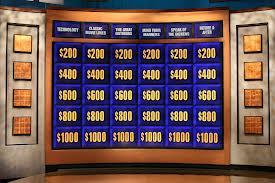 TECHNOLOGY CLASSIC MOVIE LINES THE GREAT OUTDOORS MIND YOUR MANNERS SPEAK OF THE BEFORE & AFTER
$200 $200 $200 $200 $200 $200
$400 $400 $400 $400 $400 $400
$600 $600 $600 $600 $600 $600
$800 $800 $800 $800 $800 $800
$1000 $1000 $1000 $1000 $1000 $1000